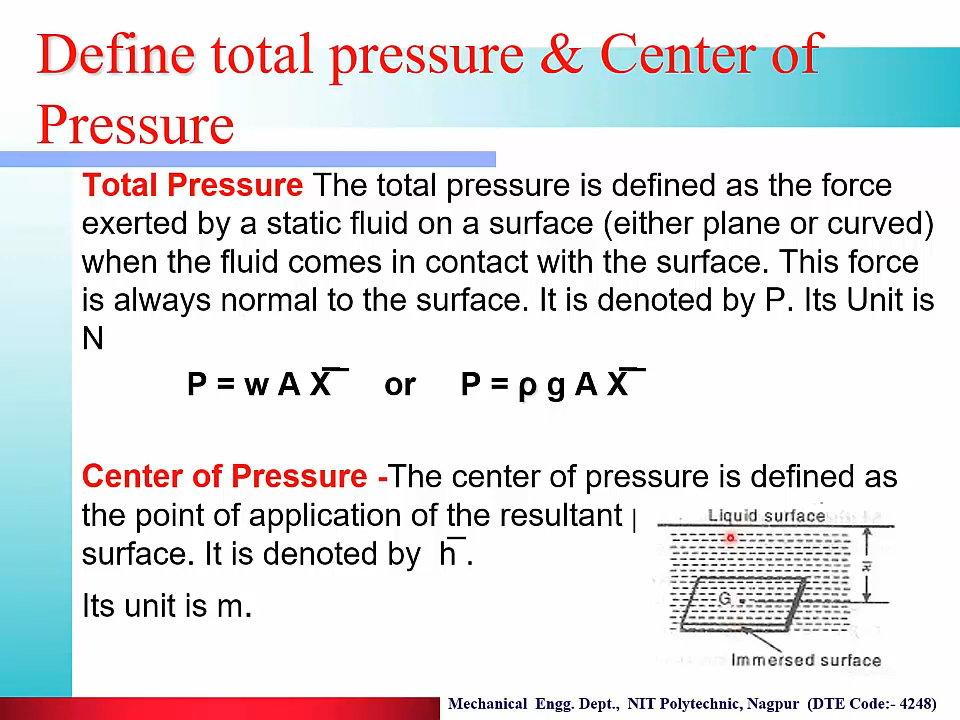 Define total pressure & Center of
Pressure
Total Pressure The total pressure is defined as the force
exerted by a static fluid on a surface (either plane or curved)
when the fluid comes in contact with the surface. This force
is always normal to the surface. It is denoted by P. Its Unit is
N
P = w A X̅ or P = ρ g A X̅
Center of Pressure -The center of pressure is defined as
the point of application of the resultant
surface. It is denoted by h̅ .
Its unit is m.
Liquid surface
x̅
G
Immersed surface
Mechanical Engg. Dept., NIT Polytechnic, Nagpur (DTE Code:- 4248)